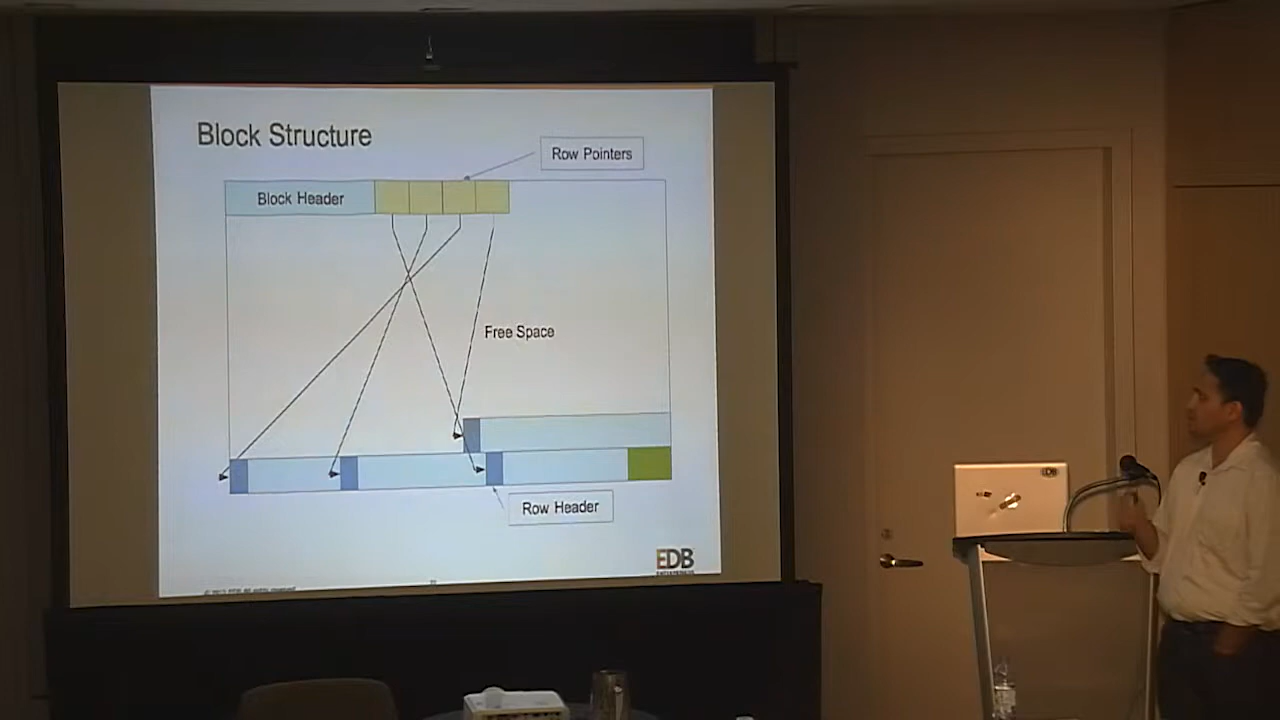 Block Structure
Row Pointers
Block Header
Free Space
Row Header
EDB